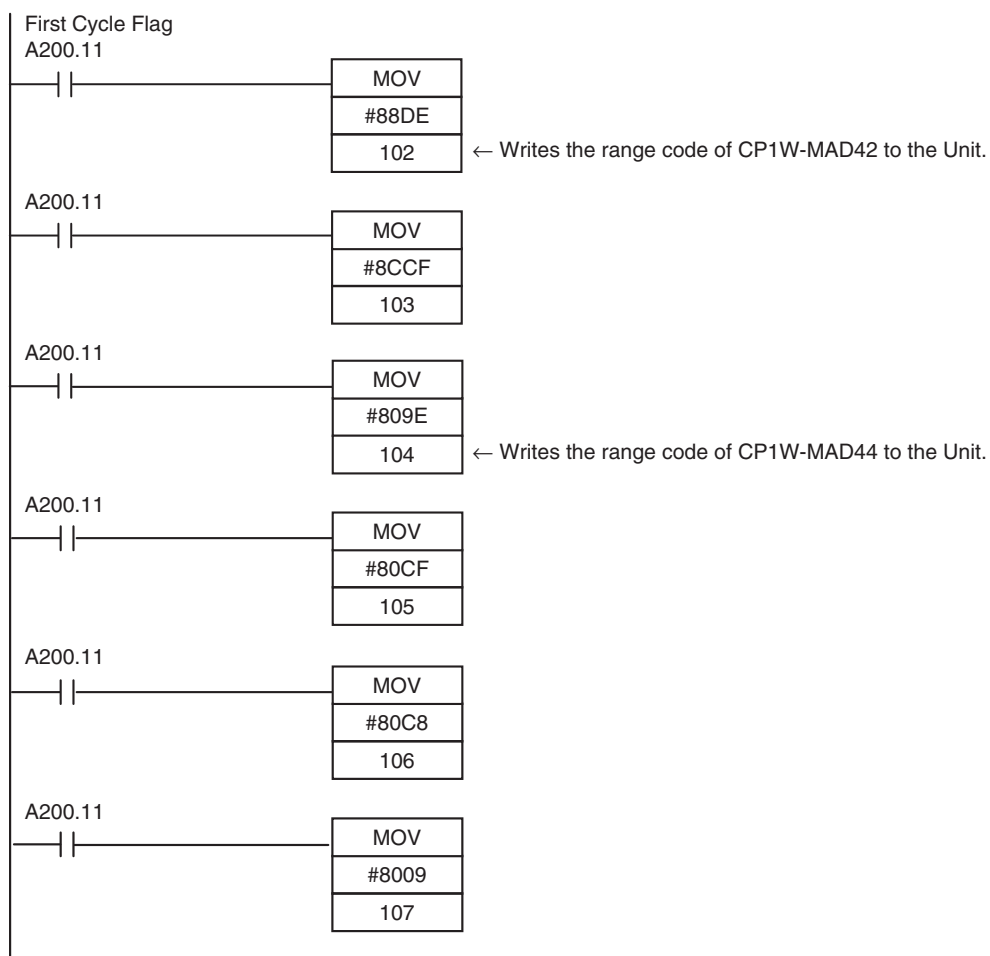 First Cycle Flag
A200.11
MOV
#88DE
102 ← Writes the range code of CP1W-MAD42 to the Unit.
A200.11
MOV
#8CCF
103
A200.11
MOV
#809E
104 ← Writes the range code of CP1W-MAD44 to the Unit.
A200.11
MOV
#80CF
105
A200.11
MOV
#80C8
106
A200.11
MOV
#8009
107